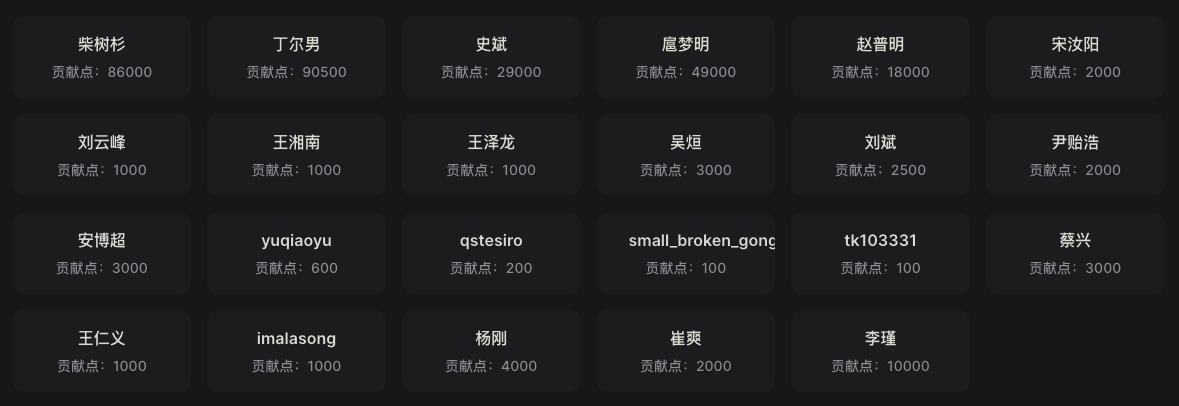 柴树杉
贡献点：86000
丁尔男
贡献点：90500
史斌
贡献点：29000
扈梦明
贡献点：49000
赵普明
贡献点：18000
宋汝阳
贡献点：2000
刘云峰
贡献点：1000
王湘南
贡献点：1000
王泽龙
贡献点：1000
吴烜
贡献点：3000
刘斌
贡献点：2500
尹贻浩
贡献点：2000
安博超
贡献点：3000
yuqiaoyu
贡献点：600
qstesiro
贡献点：200
small_broken_gong
贡献点：100
tk103331
贡献点：100
蔡兴
贡献点：3000
王仁义
贡献点：1000
imalasong
贡献点：1000
杨刚
贡献点：4000
崔爽
贡献点：2000
李瑾
贡献点：10000